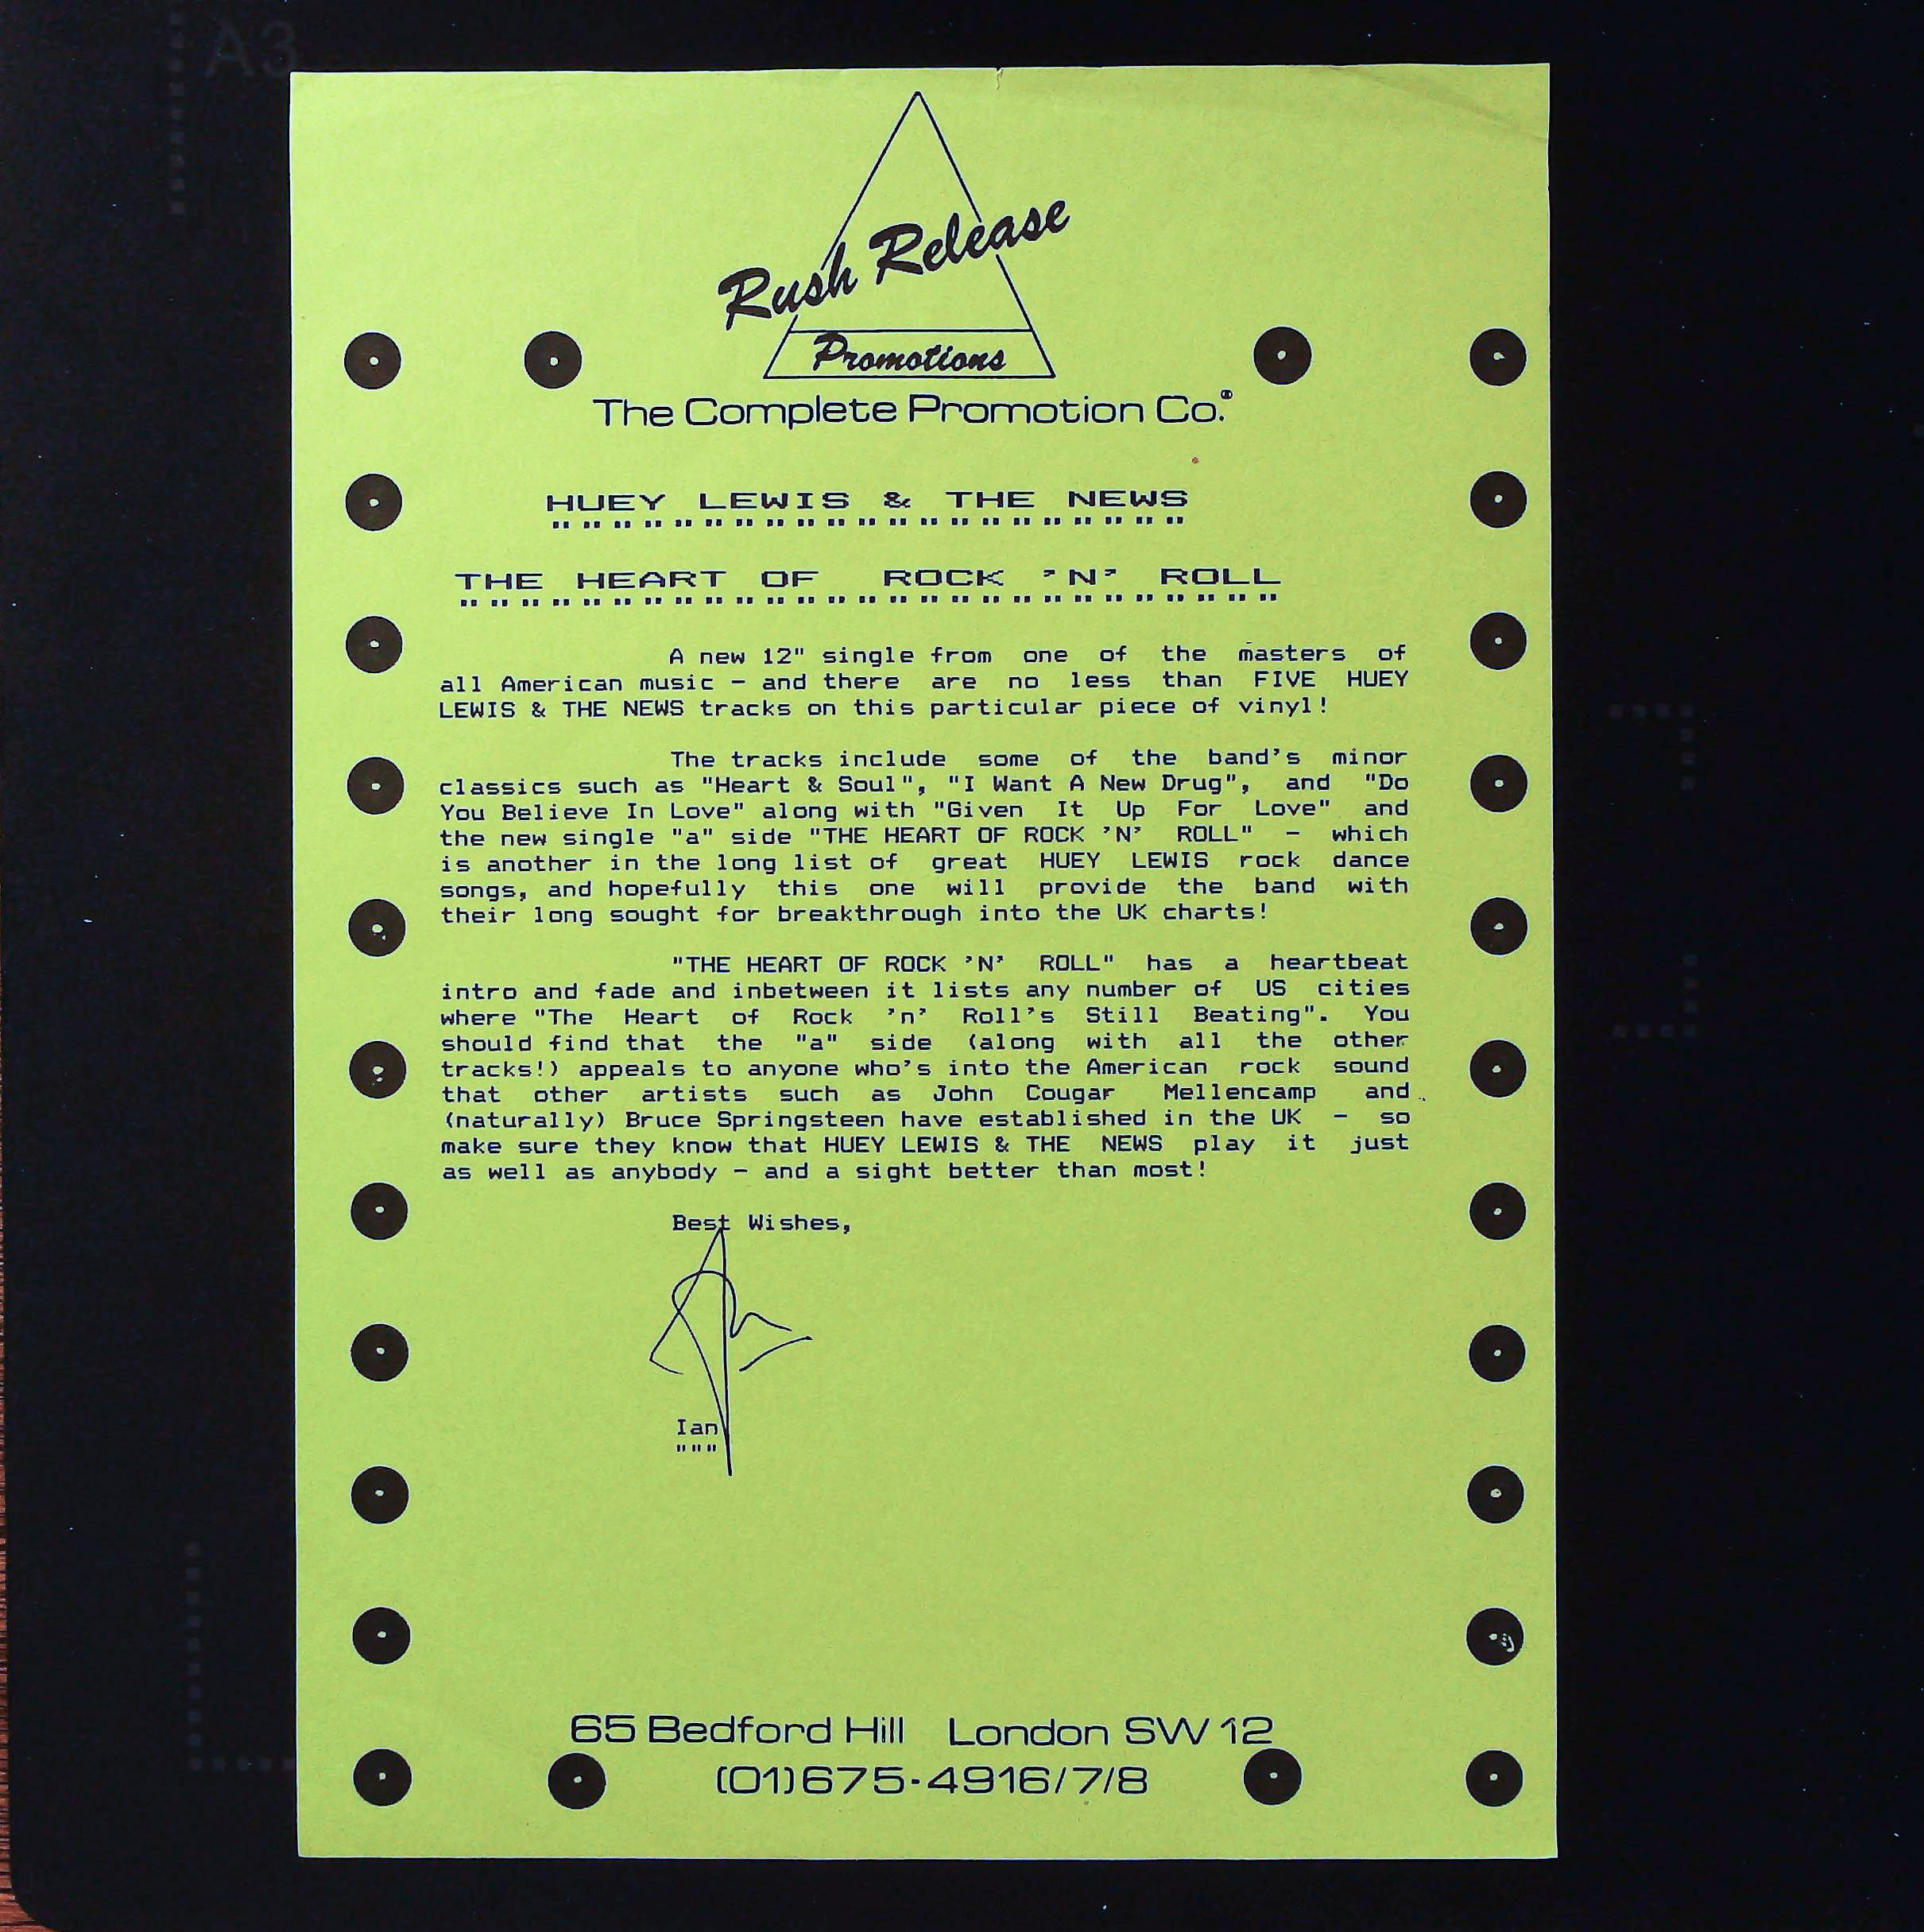 A3
Rush Release
Promotions
The Complete Promotion Co.®
HUEY LEWIS & THE NEWS
""""""""""""""""""""""""""""""""""""""""""
THE HEART OF ROCK 'N' ROLL
""""""""""""""""""""""""""""""""""""""""""""""""""""""
A new 12" single from one of the masters of
all American music - and there are no less than FIVE HUEY
LEWIS & THE NEWS tracks on this particular piece of vinyl!
The tracks include some of the band's minor
classics such as "Heart & Soul", "I Want A New Drug", and "Do
You Believe In Love" along with "Given It Up For Love" and
the new single "a" side "THE HEART OF ROCK 'N' ROLL" - which
is another in the long list of great HUEY LEWIS rock dance
songs, and hopefully this one will provide the band with
their long sought for breakthrough into the UK charts!
"THE HEART OF ROCK 'N' ROLL" has a heartbeat
intro and fade and inbetween it lists any number of US cities
where "The Heart of Rock 'n' Roll's Still Beating". You
should find that the "a" side (along with all the other
tracks!) appeals to anyone who's into the American rock sound
that other artists such as John Cougar Mellencamp and
(naturally) Bruce Springsteen have established in the UK - so
make sure they know that HUEY LEWIS & THE NEWS play it just
as well as anybody - and a sight better than most!
Best Wishes,
Ian
"""
65 Bedford Hill London SW12
(01)675-4916/7/8